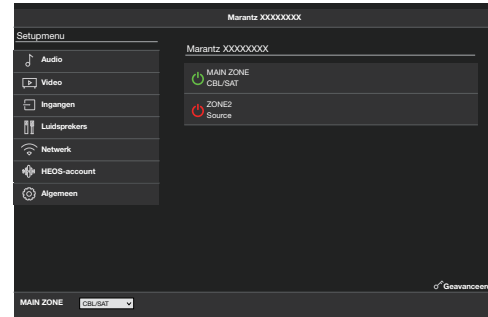 Marantz XXXXXXXX
Setupmenu
Audio
Video
Ingangen
Luidsprekers
Netwerk
HEOS-account
Algemeen
Marantz XXXXXXXX
MAIN ZONE
CBL/SAT
ZONE2
Source
Geavanceer
MAIN ZONE
CBL/SAT